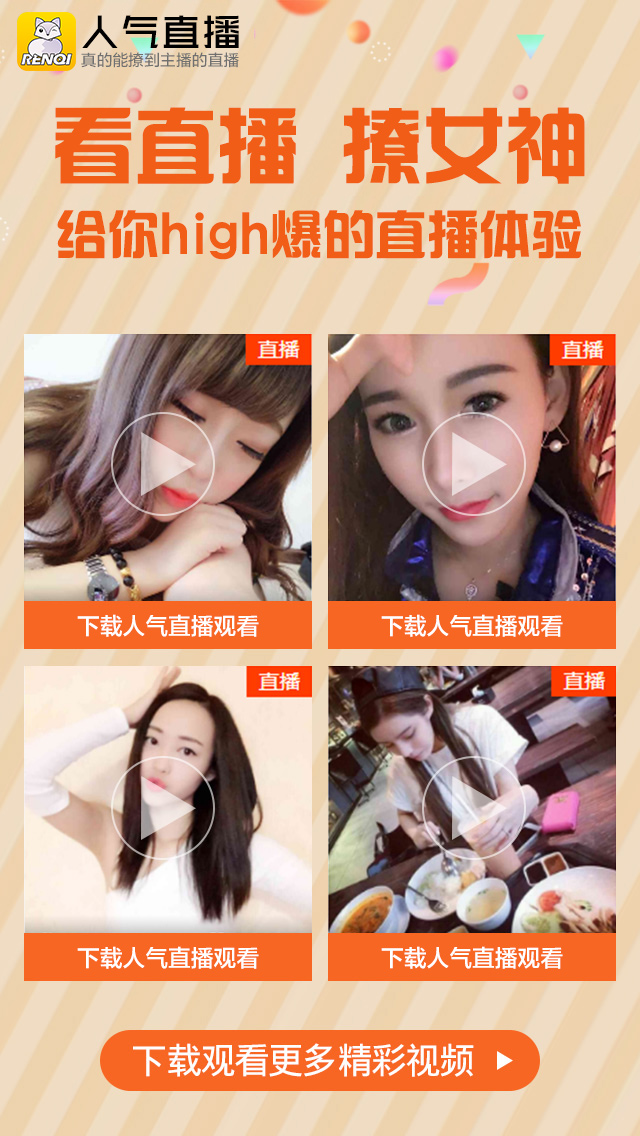 人气直播
RENQI
真的能撩到主播的直播
看直播 撩女神
给你high爆的直播体验
直播
直播
下载人气直播观看
下载人气直播观看
直播
直播
下载人气直播观看
下载人气直播观看
下载观看更多精彩视频